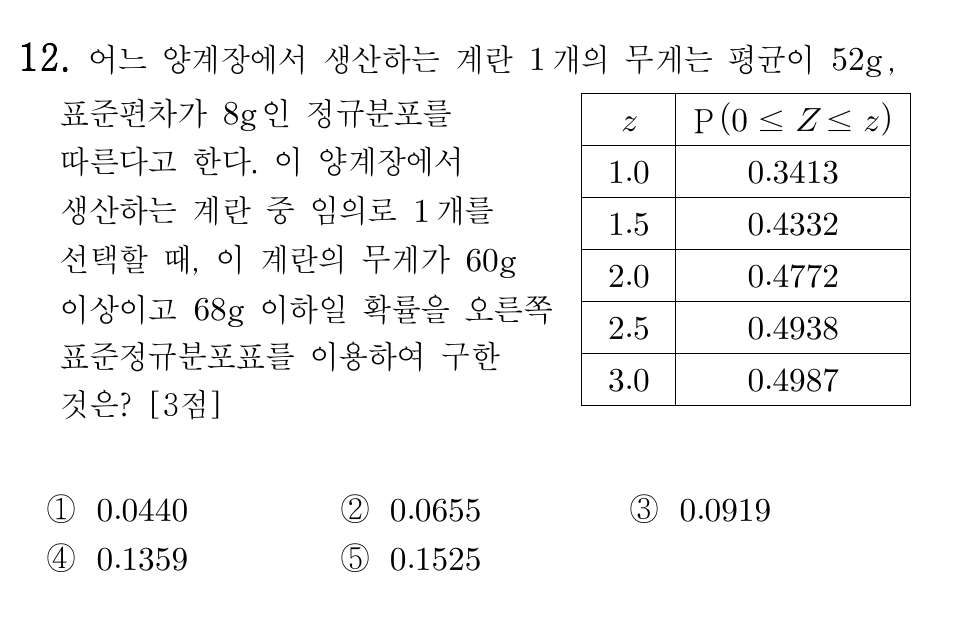 12. 어느 양계장에서 생산하는 계란 1개의 무게는 평균이 52g,
표준편차가 8g인 정규분포를
따른다고 한다. 이 양계장에서
생산하는 계란 중 임의로 1개를
선택할 때, 이 계란의 무게가 60g
이상이고 68g 이하일 확률을 오른쪽
표준정규분포표를 이용하여 구한
것은? [3점]
z P(0 ≤ Z ≤ z)
1.0 0.3413
1.5 0.4332
2.0 0.4772
2.5 0.4938
3.0 0.4987
① 0.0440 ② 0.0655 ③ 0.0919
④ 0.1359 ⑤ 0.1525